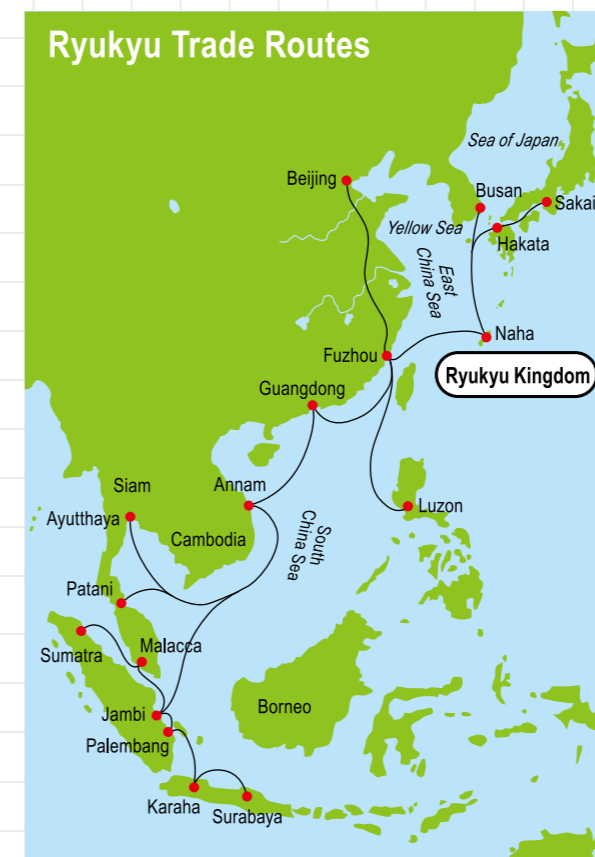 Ryukyu Trade Routes
Sea of Japan
Beijing
Busan
Sakai
Yellow Sea
Hakata
East
China Sea
Naha
Fuzhou
Ryukyu Kingdom
Guangdong
Siam
Annam
Luzon
Ayutthaya
Cambodia
South
China Sea
Patani
Malacca
Sumatra
Jambi
Borneo
Palembang
Karaha
Surabaya